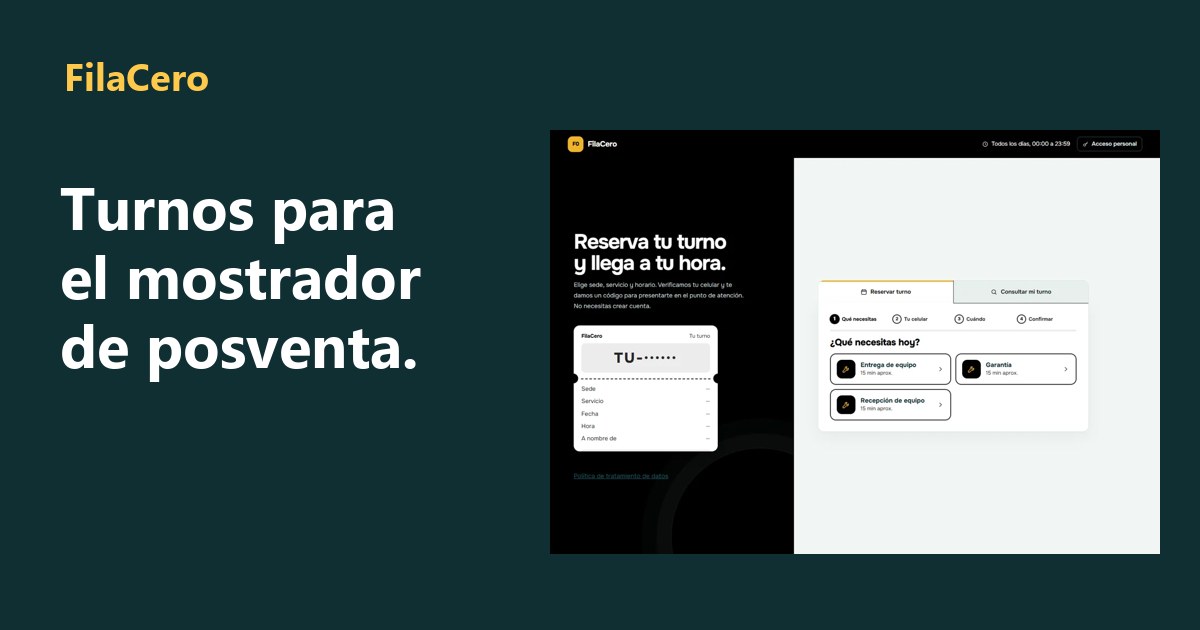 FilaCero
Turnos para
el mostrador
de posventa.
F0 FilaCero
Todos los días, 00:00 a 23:59
Acceso personal
Reserva tu turno
y llega a tu hora.
Elige sede, servicio y horario. Verificamos tu celular y te
damos un código para presentarte en el punto de atención.
No necesitas crear cuenta.
FilaCero Tu turno
TU-••••••
Sede —
Servicio —
Fecha —
Hora —
A nombre de —
Política de tratamiento de datos
Reservar turno
Consultar mi turno
1 Qué necesitas 2 Tu celular 3 Cuándo 4 Confirmar
¿Qué necesitas hoy?
Entrega de equipo
15 min aprox.
Garantía
15 min aprox.
Recepción de equipo
15 min aprox.